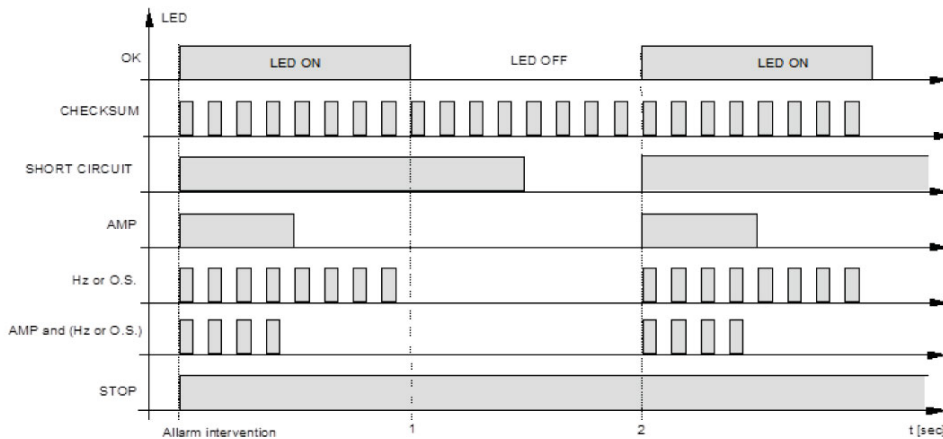 LED
OK
LED ON
LED OFF
LED ON
CHECKSUM
SHORT CIRCUIT
AMP
Hz or O.S.
AMP and (Hz or O.S.)
STOP
Allarm intervention
1
2
t [sec]